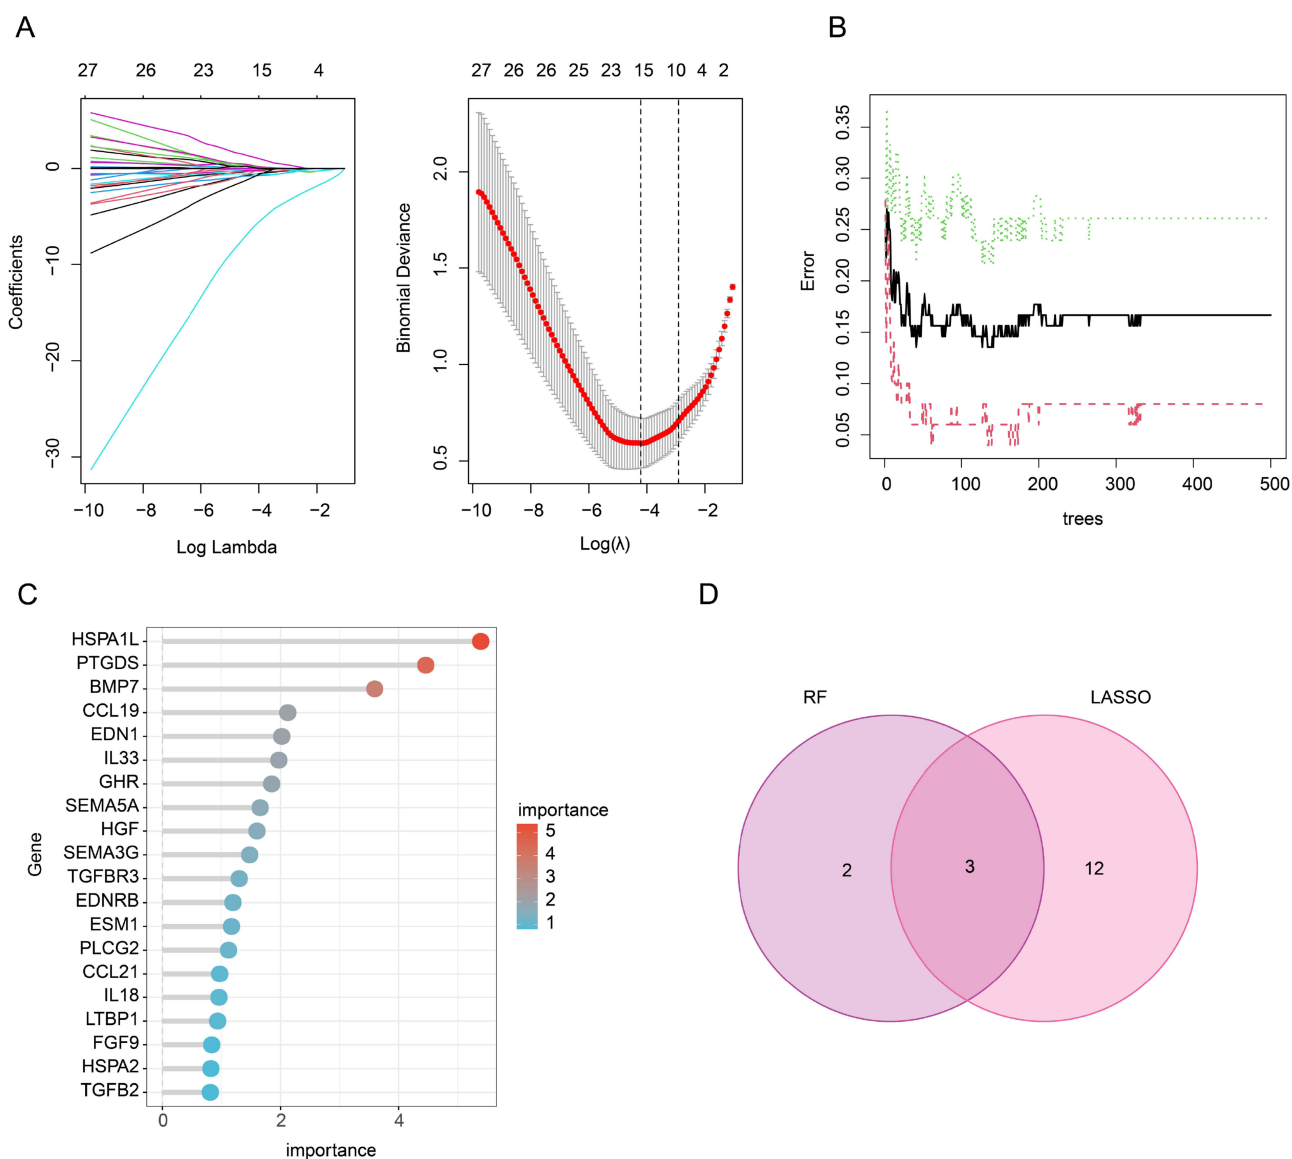 A
27 26 23 15 4
0
−10
−20
−30
Coefficients
−10 −8 −6 −4 −2
Log Lambda
27 26 26 25 23 15 10 4 2
2.0
1.5
1.0
0.5
Binomial Deviance
−10 −8 −6 −4 −2
Log(λ)
B
0.35
0.30
0.25
0.20
0.15
0.10
0.05
Error
0 100 200 300 400 500
trees
C
HSPA1L
PTGDS
BMP7
CCL19
EDN1
IL33
GHR
SEMA5A
HGF
SEMA3G
TGFBR3
EDNRB
ESM1
PLCG2
CCL21
IL18
LTBP1
FGF9
HSPA2
TGFB2
Gene
0 2 4
importance
importance
5
4
3
2
1
D
RF LASSO
2 3 12